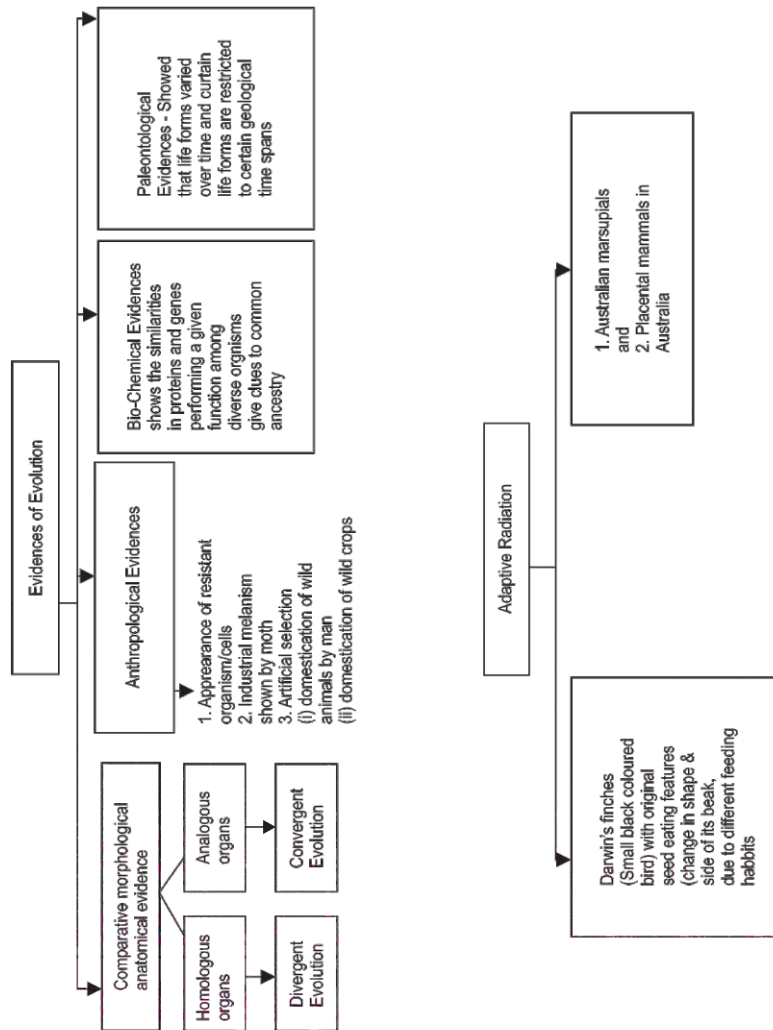 Evidences of Evolution
Comparative morphological
anatomical evidence
Homologous
organs
Analogous
organs
Divergent
Evolution
Convergent
Evolution
Anthropological Evidences
1. Apprearance of resistant
organism/cells
2. Industrial melanism
shown by moth
3. Artificial selection
(i) domestication of wild
animals by man
(ii) domestication of wild crops
Bio-Chemical Evidences
shows the similarities
in proteins and genes
performing a given
function among
diverse orgnisms
give clues to common
ancestry
Paleontological
Evidences - Showed
that life forms varied
over time and curtain
life forms are restricted
to certain geological
time spans
Adaptive Radiation
Darwin's finches
(Small black coloured
bird) with original
seed eating features
(change in shape &
side of its beak,
due to different feeding
habbits
1. Australian marsupials
and
2. Placental mammals in
Australia